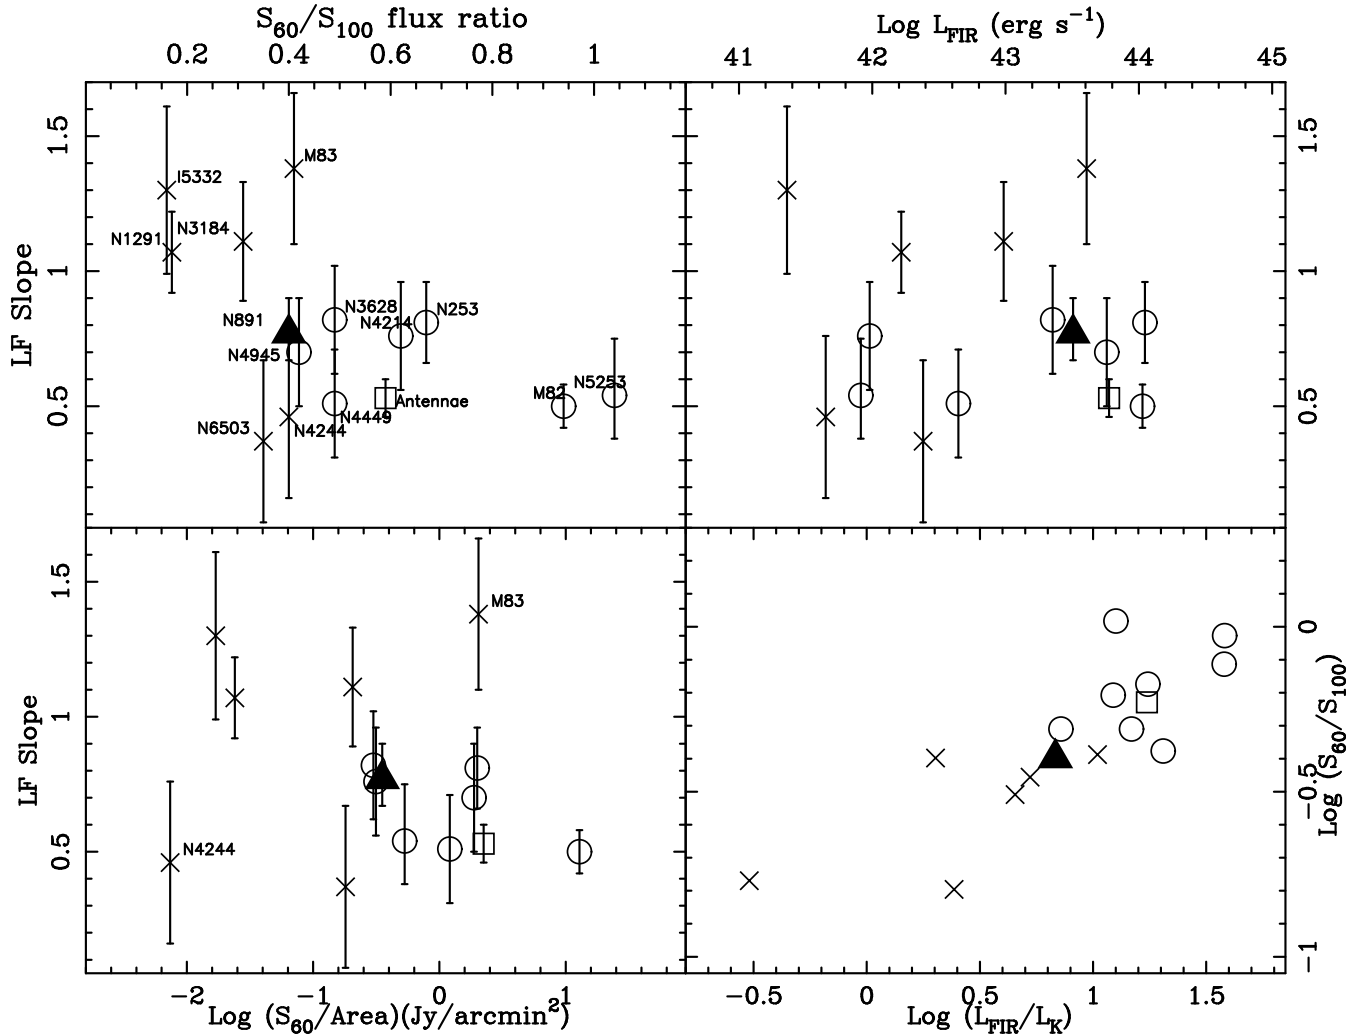 S60/S100 flux ratio
Log LFIR (erg s−1)
0.2 0.4 0.6 0.8 1
41 42 43 44 45
LF Slope
0.5 1 1.5
I5332
N1291
N3184
M83
N891
N4945
N3628
N4214
N253
N6503
N4244
N4449
Antennae
M82
N5253
0.5 1 1.5
LF Slope
0.5 1 1.5
M83
N4244
−1 −0.5 0
Log (S60/S100)
−2 −1 0 1
Log (S60/Area)(Jy/arcmin2)
−0.5 0 0.5 1 1.5
Log (LFIR/LK)